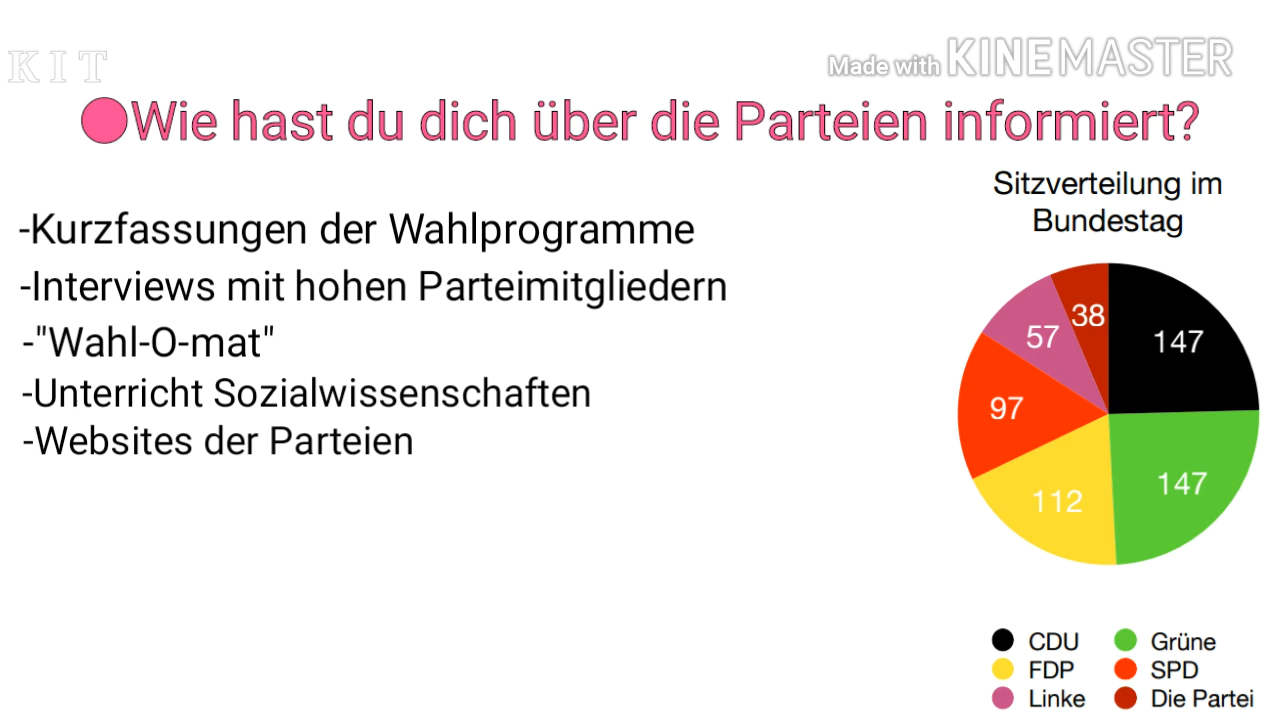 KIT
Made with KINEMASTER
Wie hast du dich über die Parteien informiert?
-Kurzfassungen der Wahlprogramme
-Interviews mit hohen Parteimitgliedern
-"Wahl-O-mat"
-Unterricht Sozialwissenschaften
-Websites der Parteien
Sitzverteilung im
Bundestag
38
57
147
97
147
112
CDU
Grüne
FDP
SPD
Linke
Die Partei